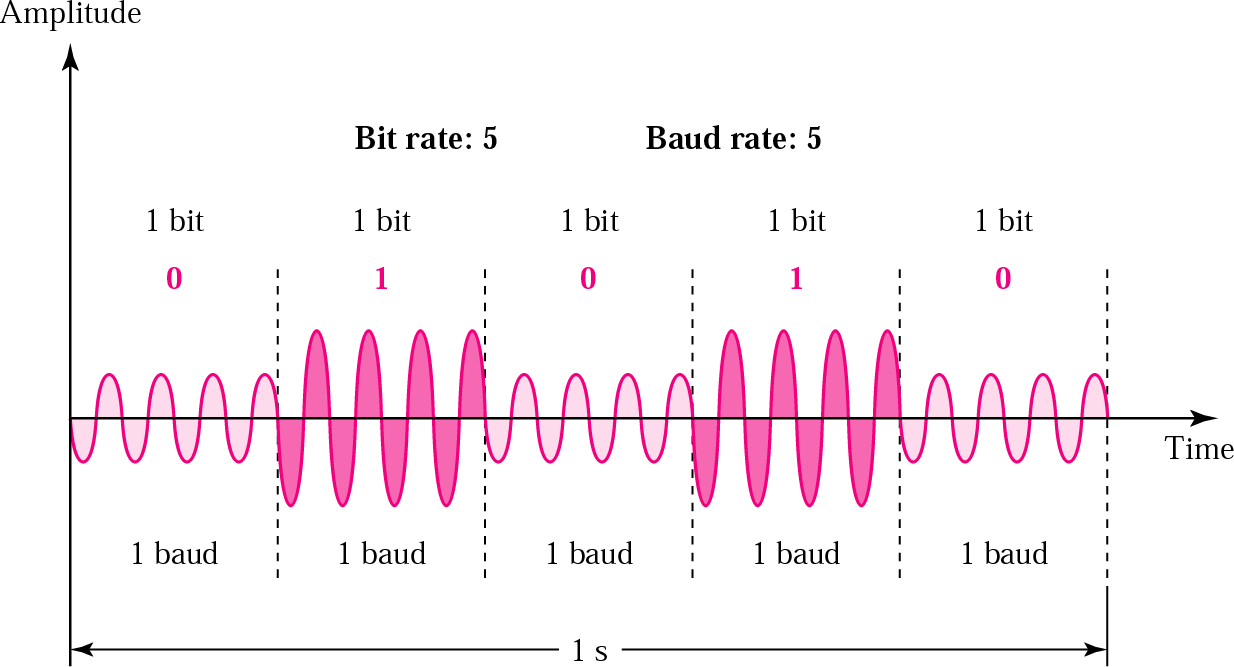 Amplitude
Bit rate: 5 Baud rate: 5
1 bit 1 bit 1 bit 1 bit 1 bit
0 1 0 1 0
Time
1 baud 1 baud 1 baud 1 baud 1 baud
1 s